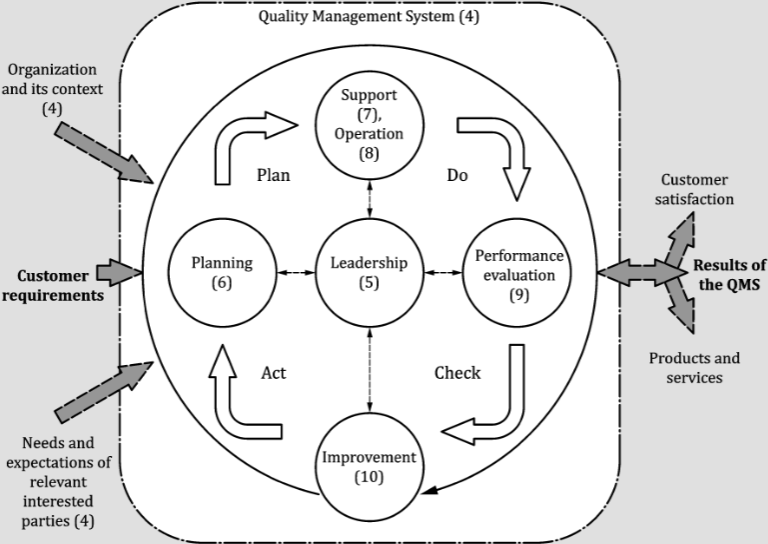 Quality Management System (4)
Organization
and its context
(4)
Support
(7),
Operation
(8)
Plan
Do
Customer
satisfaction
Planning
(6)
Leadership
(5)
Performance
evaluation
(9)
Customer
requirements
Results of
the QMS
Act
Check
Products and
services
Needs and
expectations of
relevant
interested
parties (4)
Improvement
(10)